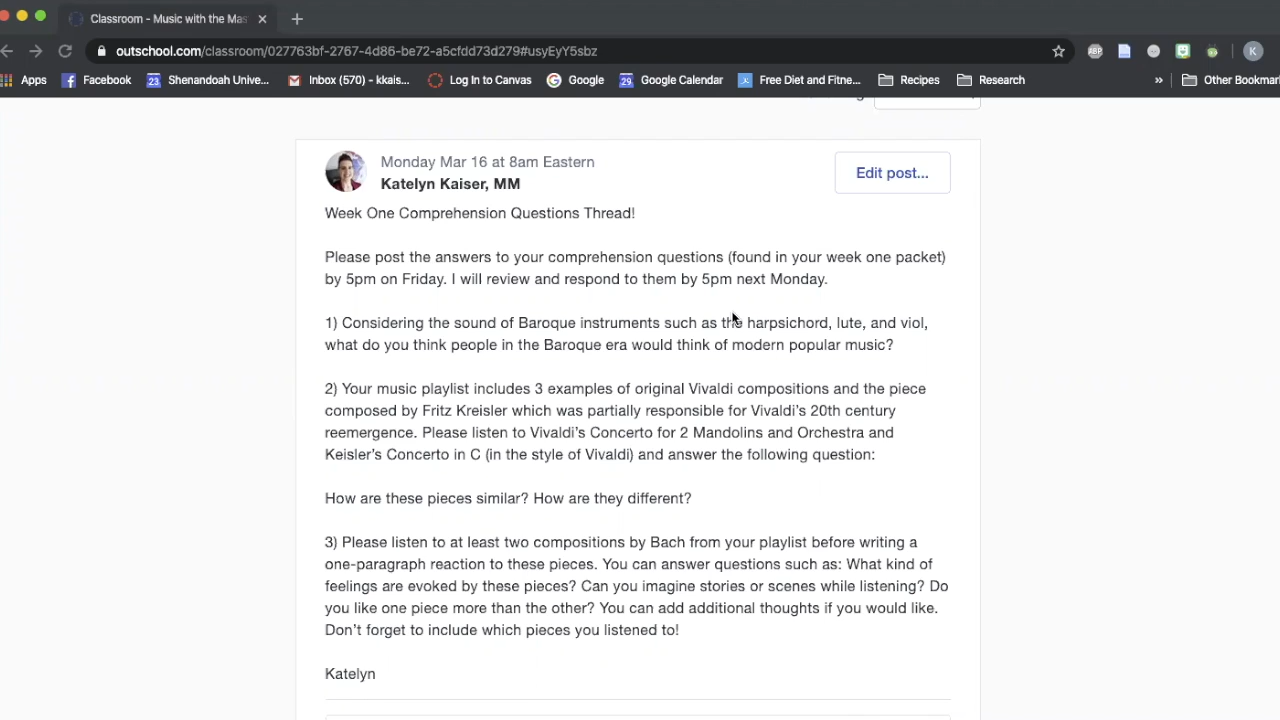 Classroom - Music with the Mas
outschool.com/classroom/027763bf-2767-4d86-be72-a5cfdd73d279#usyEyY5sbz
ABP
K
Apps
Facebook
23 Shenandoah Unive...
Inbox (570) - kkais...
Log In to Canvas
Google
29 Google Calendar
Free Diet and Fitne...
Recipes
Research
»
Other Bookmar
Monday Mar 16 at 8am Eastern
Katelyn Kaiser, MM
Edit post...
Week One Comprehension Questions Thread!
Please post the answers to your comprehension questions (found in your week one packet)
by 5pm on Friday. I will review and respond to them by 5pm next Monday.
1) Considering the sound of Baroque instruments such as the harpsichord, lute, and viol,
what do you think people in the Baroque era would think of modern popular music?
2) Your music playlist includes 3 examples of original Vivaldi compositions and the piece
composed by Fritz Kreisler which was partially responsible for Vivaldi's 20th century
reemergence. Please listen to Vivaldi's Concerto for 2 Mandolins and Orchestra and
Keisler's Concerto in C (in the style of Vivaldi) and answer the following question:
How are these pieces similar? How are they different?
3) Please listen to at least two compositions by Bach from your playlist before writing a
one-paragraph reaction to these pieces. You can answer questions such as: What kind of
feelings are evoked by these pieces? Can you imagine stories or scenes while listening? Do
you like one piece more than the other? You can add additional thoughts if you would like.
Don't forget to include which pieces you listened to!
Katelyn